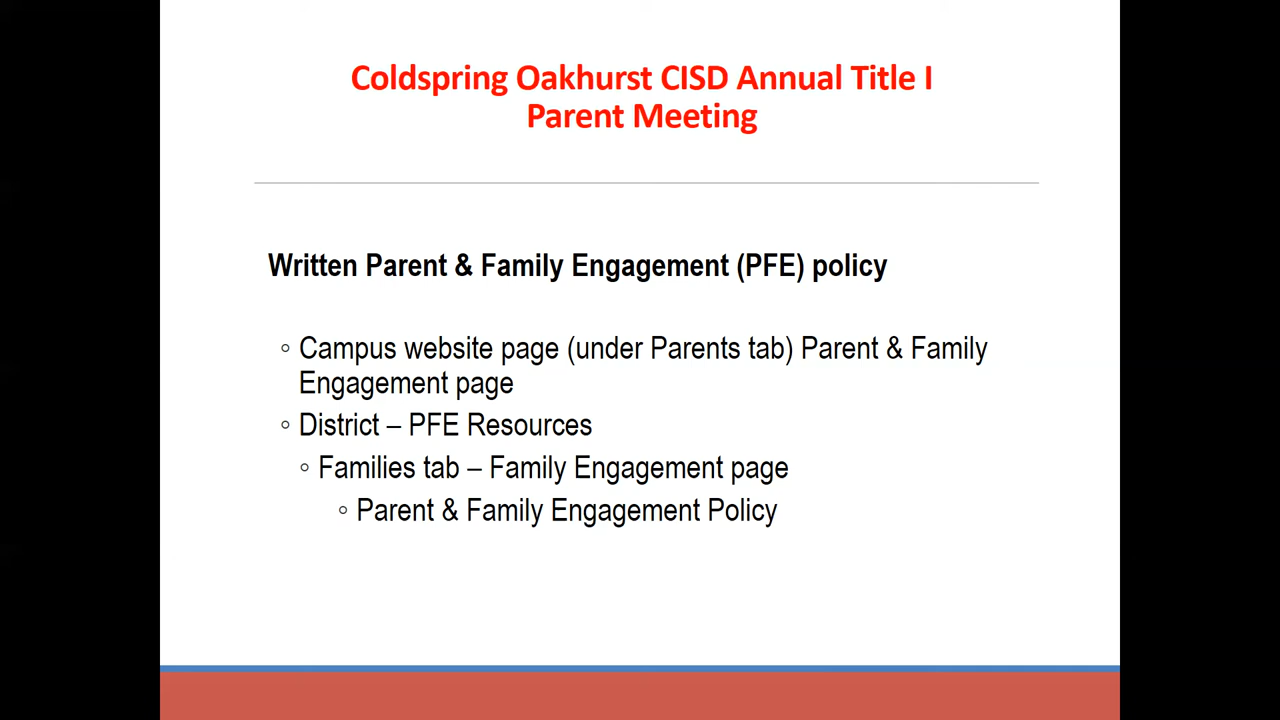 Coldspring Oakhurst CISD Annual Title I
Parent Meeting
Written Parent & Family Engagement (PFE) policy
◦ Campus website page (under Parents tab) Parent & Family
Engagement page
◦ District – PFE Resources
◦ Families tab – Family Engagement page
◦ Parent & Family Engagement Policy